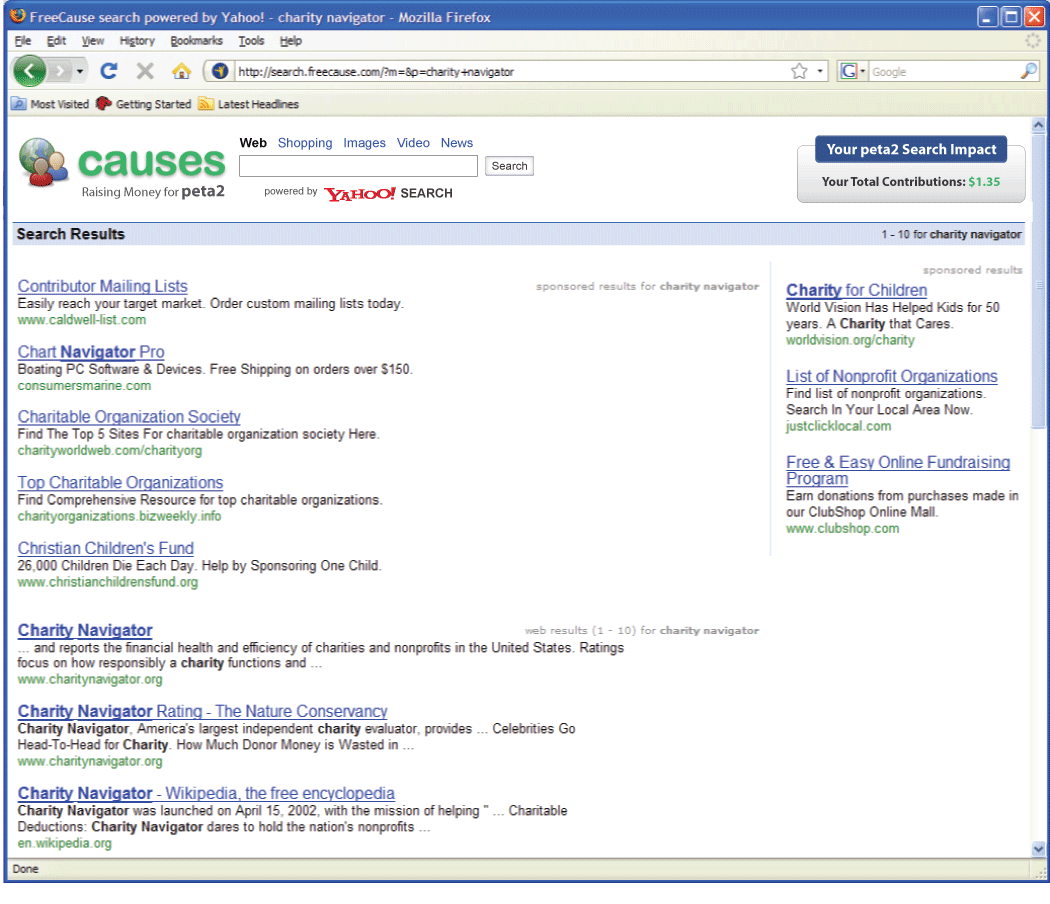 FreeCause search powered by Yahoo! - charity navigator - Mozilla Firefox
File Edit View History Bookmarks Tools Help
http://search.freecause.com/?m=&p=charity+navigator
G Google
Most Visited Getting Started Latest Headlines
causes
Raising Money for peta2
Web Shopping Images Video News
Search
powered by YAHOO! SEARCH
Your peta2 Search Impact
Your Total Contributions: $1.35
Search Results
1 - 10 for charity navigator
sponsored results for charity navigator
Contributor Mailing Lists
Easily reach your target market. Order custom mailing lists today.
www.caldwell-list.com
Chart Navigator Pro
Boating PC Software & Devices. Free Shipping on orders over $150.
consumersmarine.com
Charitable Organization Society
Find The Top 5 Sites For charitable organization society Here.
charityworldweb.com/charityorg
Top Charitable Organizations
Find Comprehensive Resource for top charitable organizations.
charityorganizations.bizweekly.info
Christian Children's Fund
26,000 Children Die Each Day. Help by Sponsoring One Child.
www.christianchildrensfund.org
sponsored results
Charity for Children
World Vision Has Helped Kids for 50
years. A Charity that Cares.
worldvision.org/charity
List of Nonprofit Organizations
Find list of nonprofit organizations.
Search In Your Local Area Now.
justclicklocal.com
Free & Easy Online Fundraising
Program
Earn donations from purchases made in
our ClubShop Online Mall.
www.clubshop.com
web results (1 - 10) for charity navigator
Charity Navigator
... and reports the financial health and efficiency of charities and nonprofits in the United States. Ratings
focus on how responsibly a charity functions and ...
www.charitynavigator.org
Charity Navigator Rating - The Nature Conservancy
Charity Navigator, America's largest independent charity evaluator, provides ... Celebrities Go
Head-To-Head for Charity. How Much Donor Money is Wasted in ...
www.charitynavigator.org
Charity Navigator - Wikipedia, the free encyclopedia
Charity Navigator was launched on April 15, 2002, with the mission of helping " ... Charitable
Deductions: Charity Navigator dares to hold the nation's nonprofits ...
en.wikipedia.org
Done